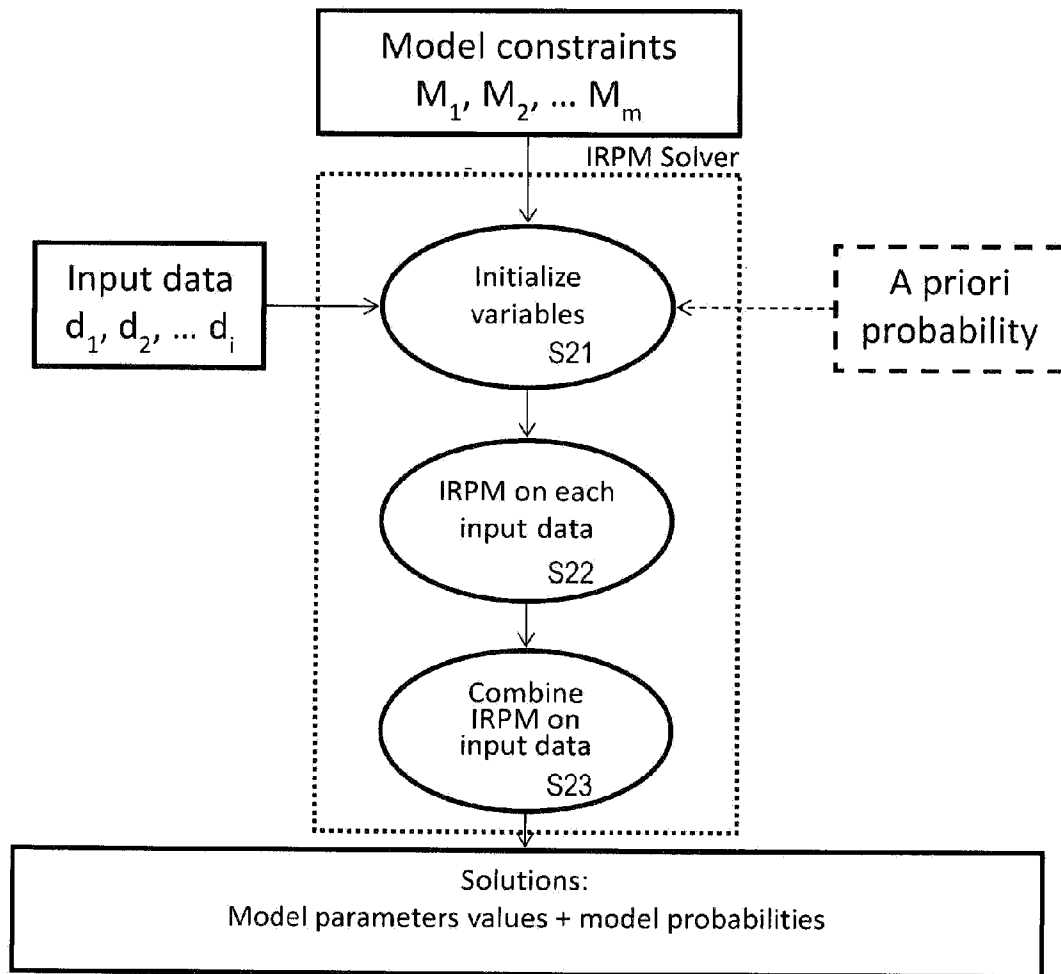 Model constraints
M1, M2, ... Mm
IRPM Solver
Input data
d1, d2, ... di
Initialize
variables
S21
A priori
probability
IRPM on each
input data
S22
Combine
IRPM on
input data
S23
Solutions:
Model parameters values + model probabilities